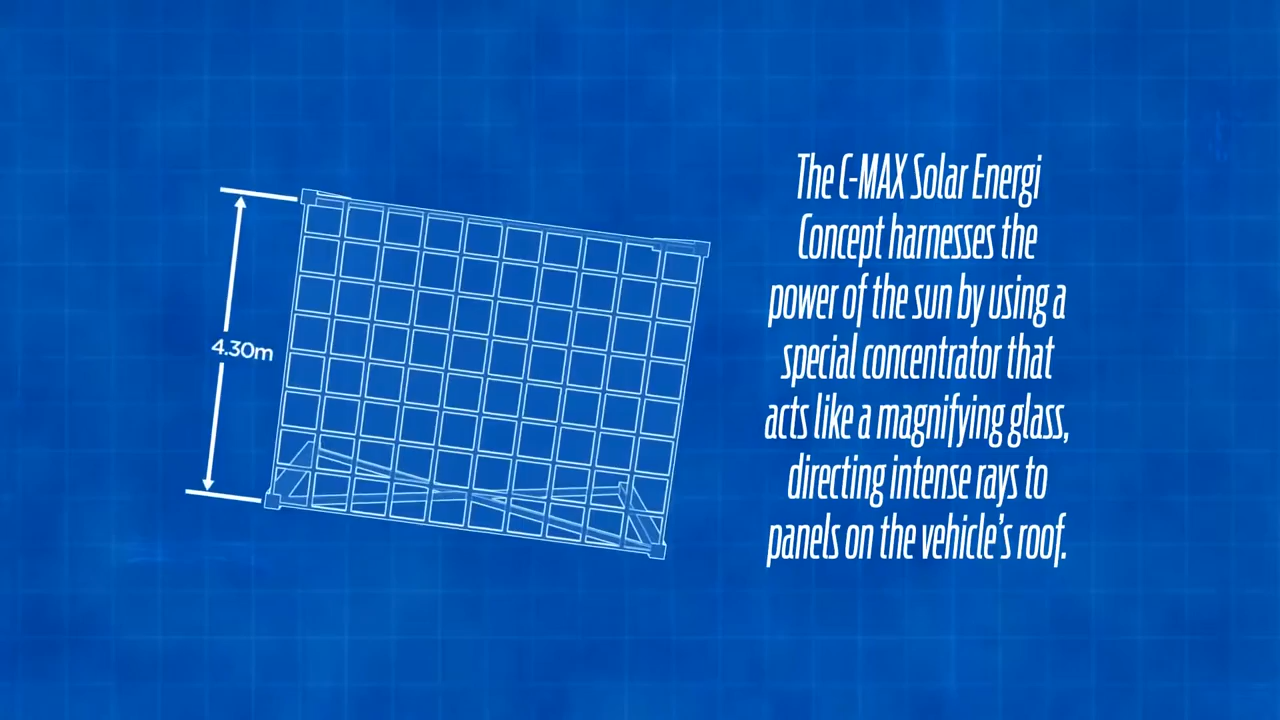 4.30m
The C-MAX Solar Energi
Concept harnesses the
power of the sun by using a
special concentrator that
acts like a magnifying glass,
directing intense rays to
panels on the vehicle's roof.